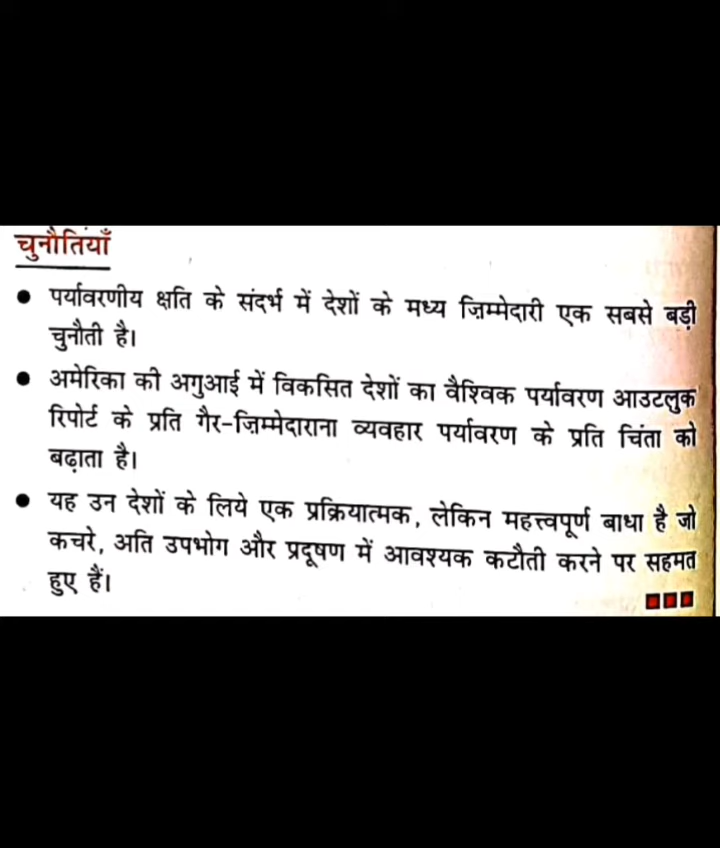 चुनौतियाँ
● पर्यावरणीय क्षति के संदर्भ में देशों के मध्य ज़िम्मेदारी एक सबसे बड़ी
चुनौती है।
● अमेरिका की अगुआई में विकसित देशों का वैश्विक पर्यावरण आउटलुक
रिपोर्ट के प्रति गैर-ज़िम्मेदाराना व्यवहार पर्यावरण के प्रति चिंता को
बढ़ाता है।
● यह उन देशों के लिये एक प्रक्रियात्मक, लेकिन महत्त्वपूर्ण बाधा है जो
कचरे, अति उपभोग और प्रदूषण में आवश्यक कटौती करने पर सहमत
हुए हैं।